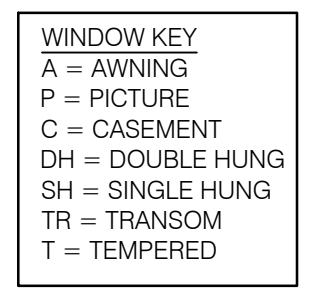 WINDOW KEY
A = AWNING
P = PICTURE
C = CASEMENT
DH = DOUBLE HUNG
SH = SINGLE HUNG
TR = TRANSOM
T = TEMPERED